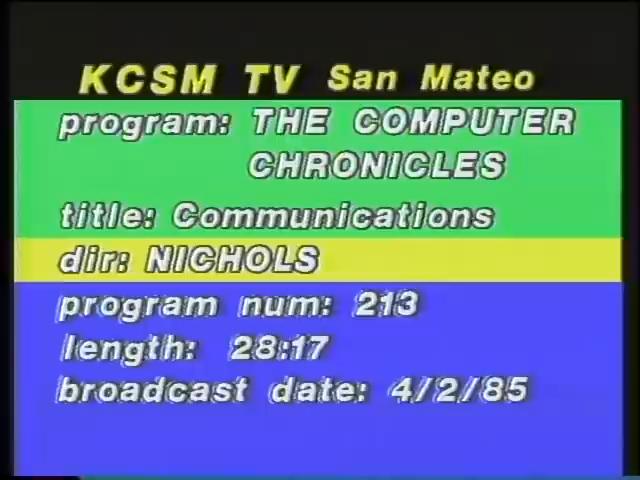 KCSM TV San Mateo
program: THE COMPUTER
CHRONICLES
title: Communications
dir: NICHOLS
program num: 213
length: 28:17
broadcast date: 4/2/85